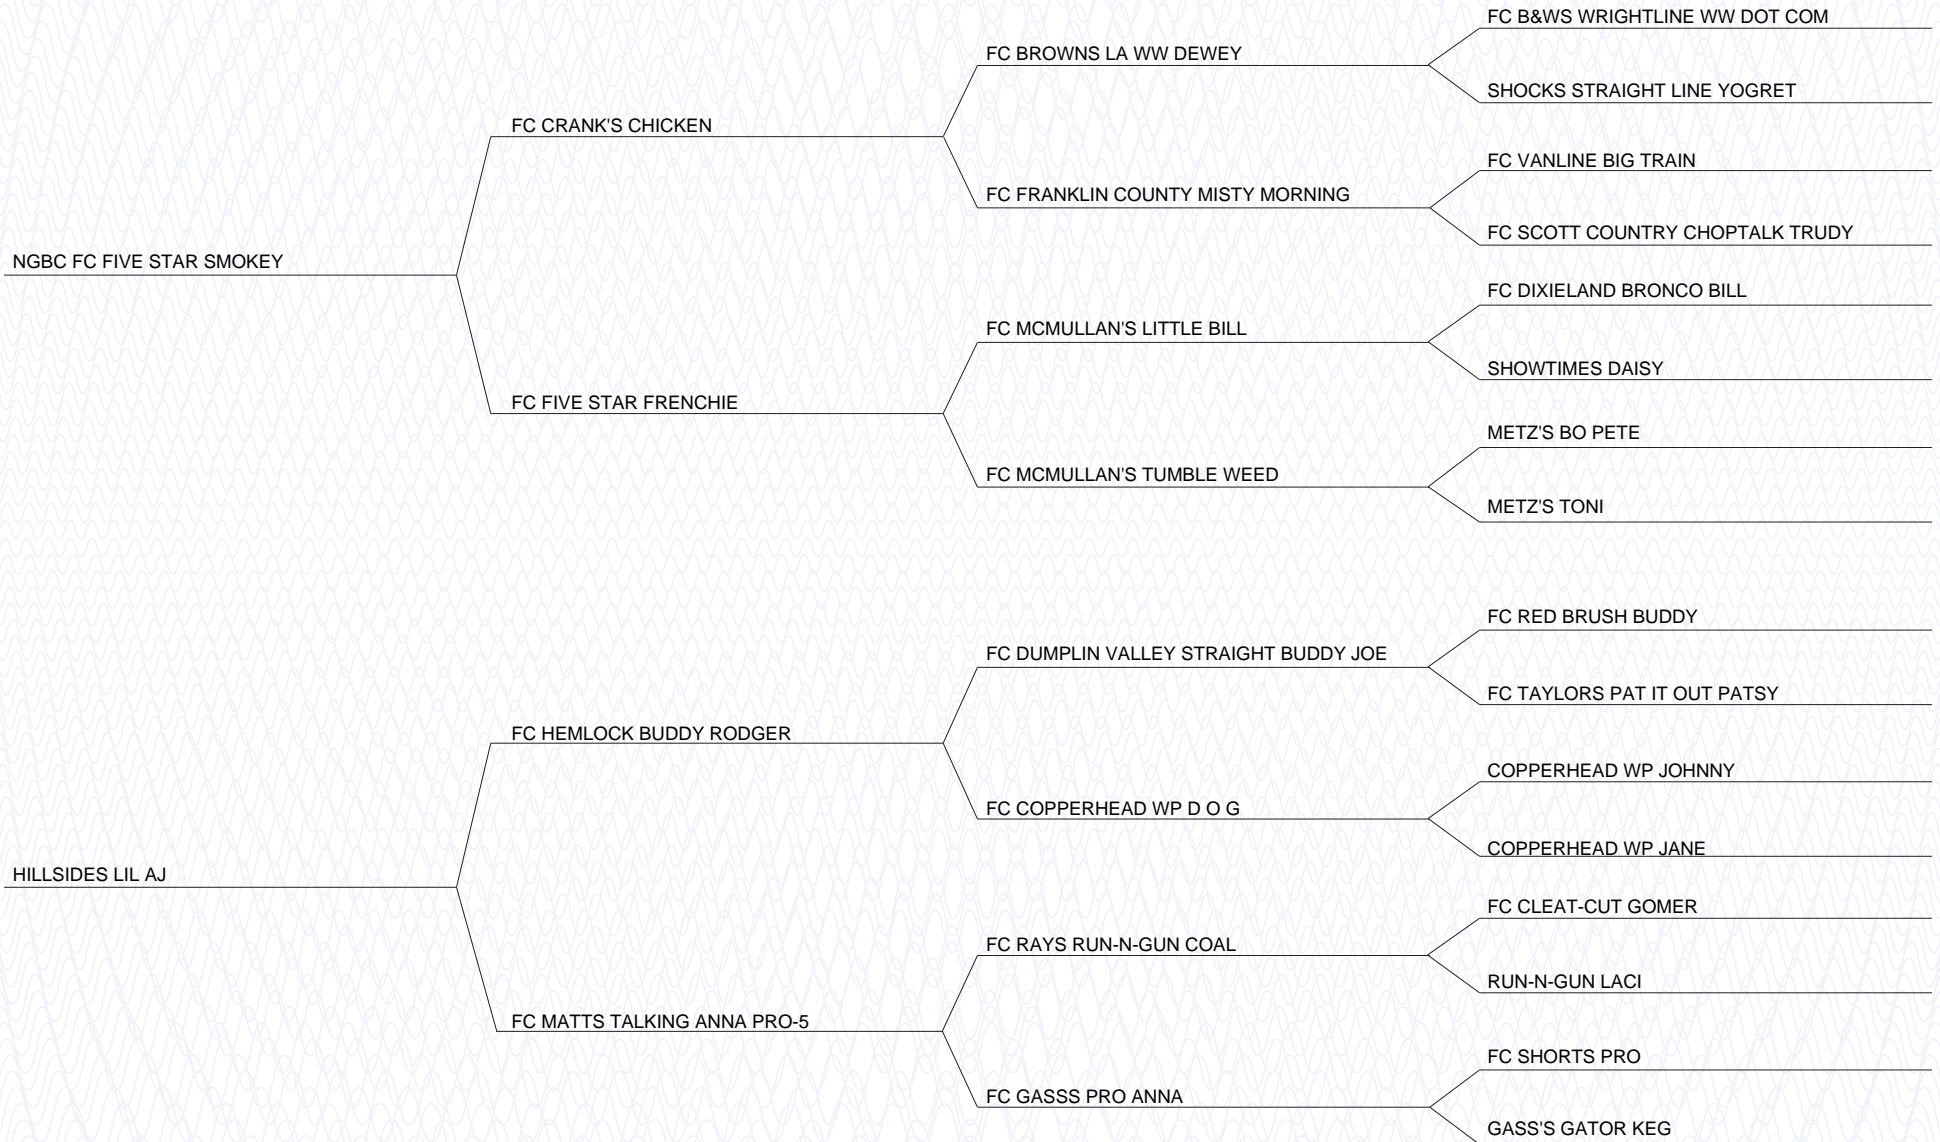 FC B&WS WRIGHTLINE WW DOT COM
FC BROWNS LA WW DEWEY
SHOCKS STRAIGHT LINE YOGRET
FC CRANK'S CHICKEN
FC VANLINE BIG TRAIN
FC FRANKLIN COUNTY MISTY MORNING
FC SCOTT COUNTRY CHOPTALK TRUDY
NGBC FC FIVE STAR SMOKEY
FC DIXIELAND BRONCO BILL
FC MCMULLAN'S LITTLE BILL
SHOWTIMES DAISY
FC FIVE STAR FRENCHIE
METZ'S BO PETE
FC MCMULLAN'S TUMBLE WEED
METZ'S TONI
FC RED BRUSH BUDDY
FC DUMPLIN VALLEY STRAIGHT BUDDY JOE
FC TAYLORS PAT IT OUT PATSY
FC HEMLOCK BUDDY RODGER
COPPERHEAD WP JOHNNY
FC COPPERHEAD WP D O G
COPPERHEAD WP JANE
HILLSIDES LIL AJ
FC CLEAT-CUT GOMER
FC RAYS RUN-N-GUN COAL
RUN-N-GUN LACI
FC MATTS TALKING ANNA PRO-5
FC SHORTS PRO
FC GASSS PRO ANNA
GASS'S GATOR KEG